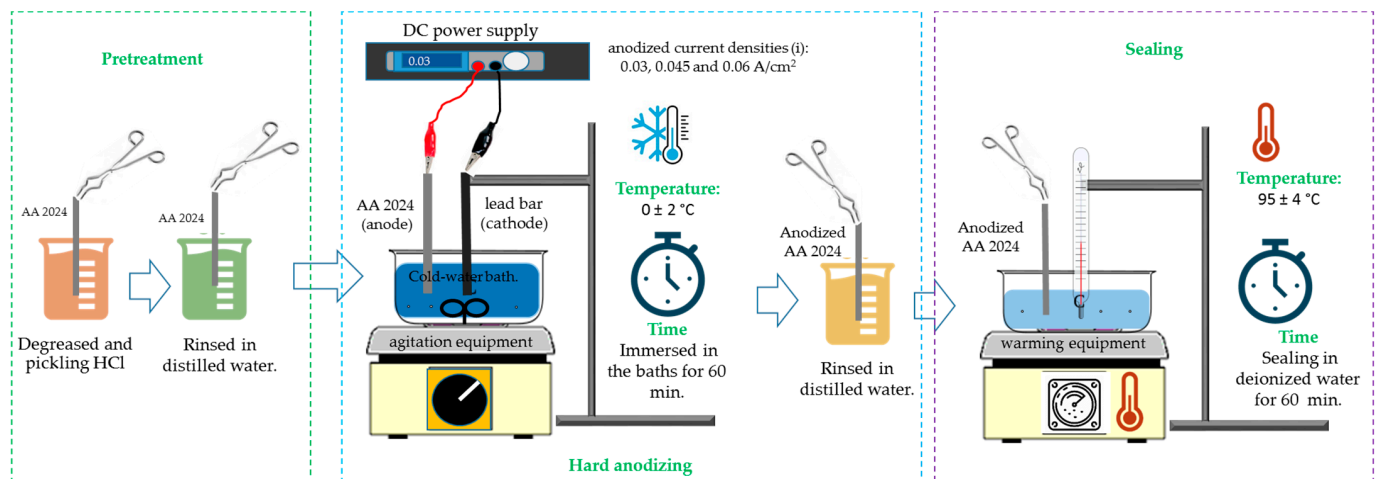 Pretreatment
AA 2024
AA 2024
Degreased and
pickling HCl
Rinsed in
distilled water.
DC power supply
0.03
anodized current densities (i):
0.03, 0.045 and 0.06 A/cm²
AA 2024
(anode)
lead bar
(cathode)
Cold-water bath.
agitation equipment
Temperature:
0 ± 2 °C
Time
Immersed in
the baths for 60
min.
Anodized
AA 2024
Rinsed in
distilled water.
Hard anodizing
Sealing
Anodized
AA 2024
C
warming equipment
Temperature:
95 ± 4 °C
Time
Sealing in
deionized water
for 60 min.